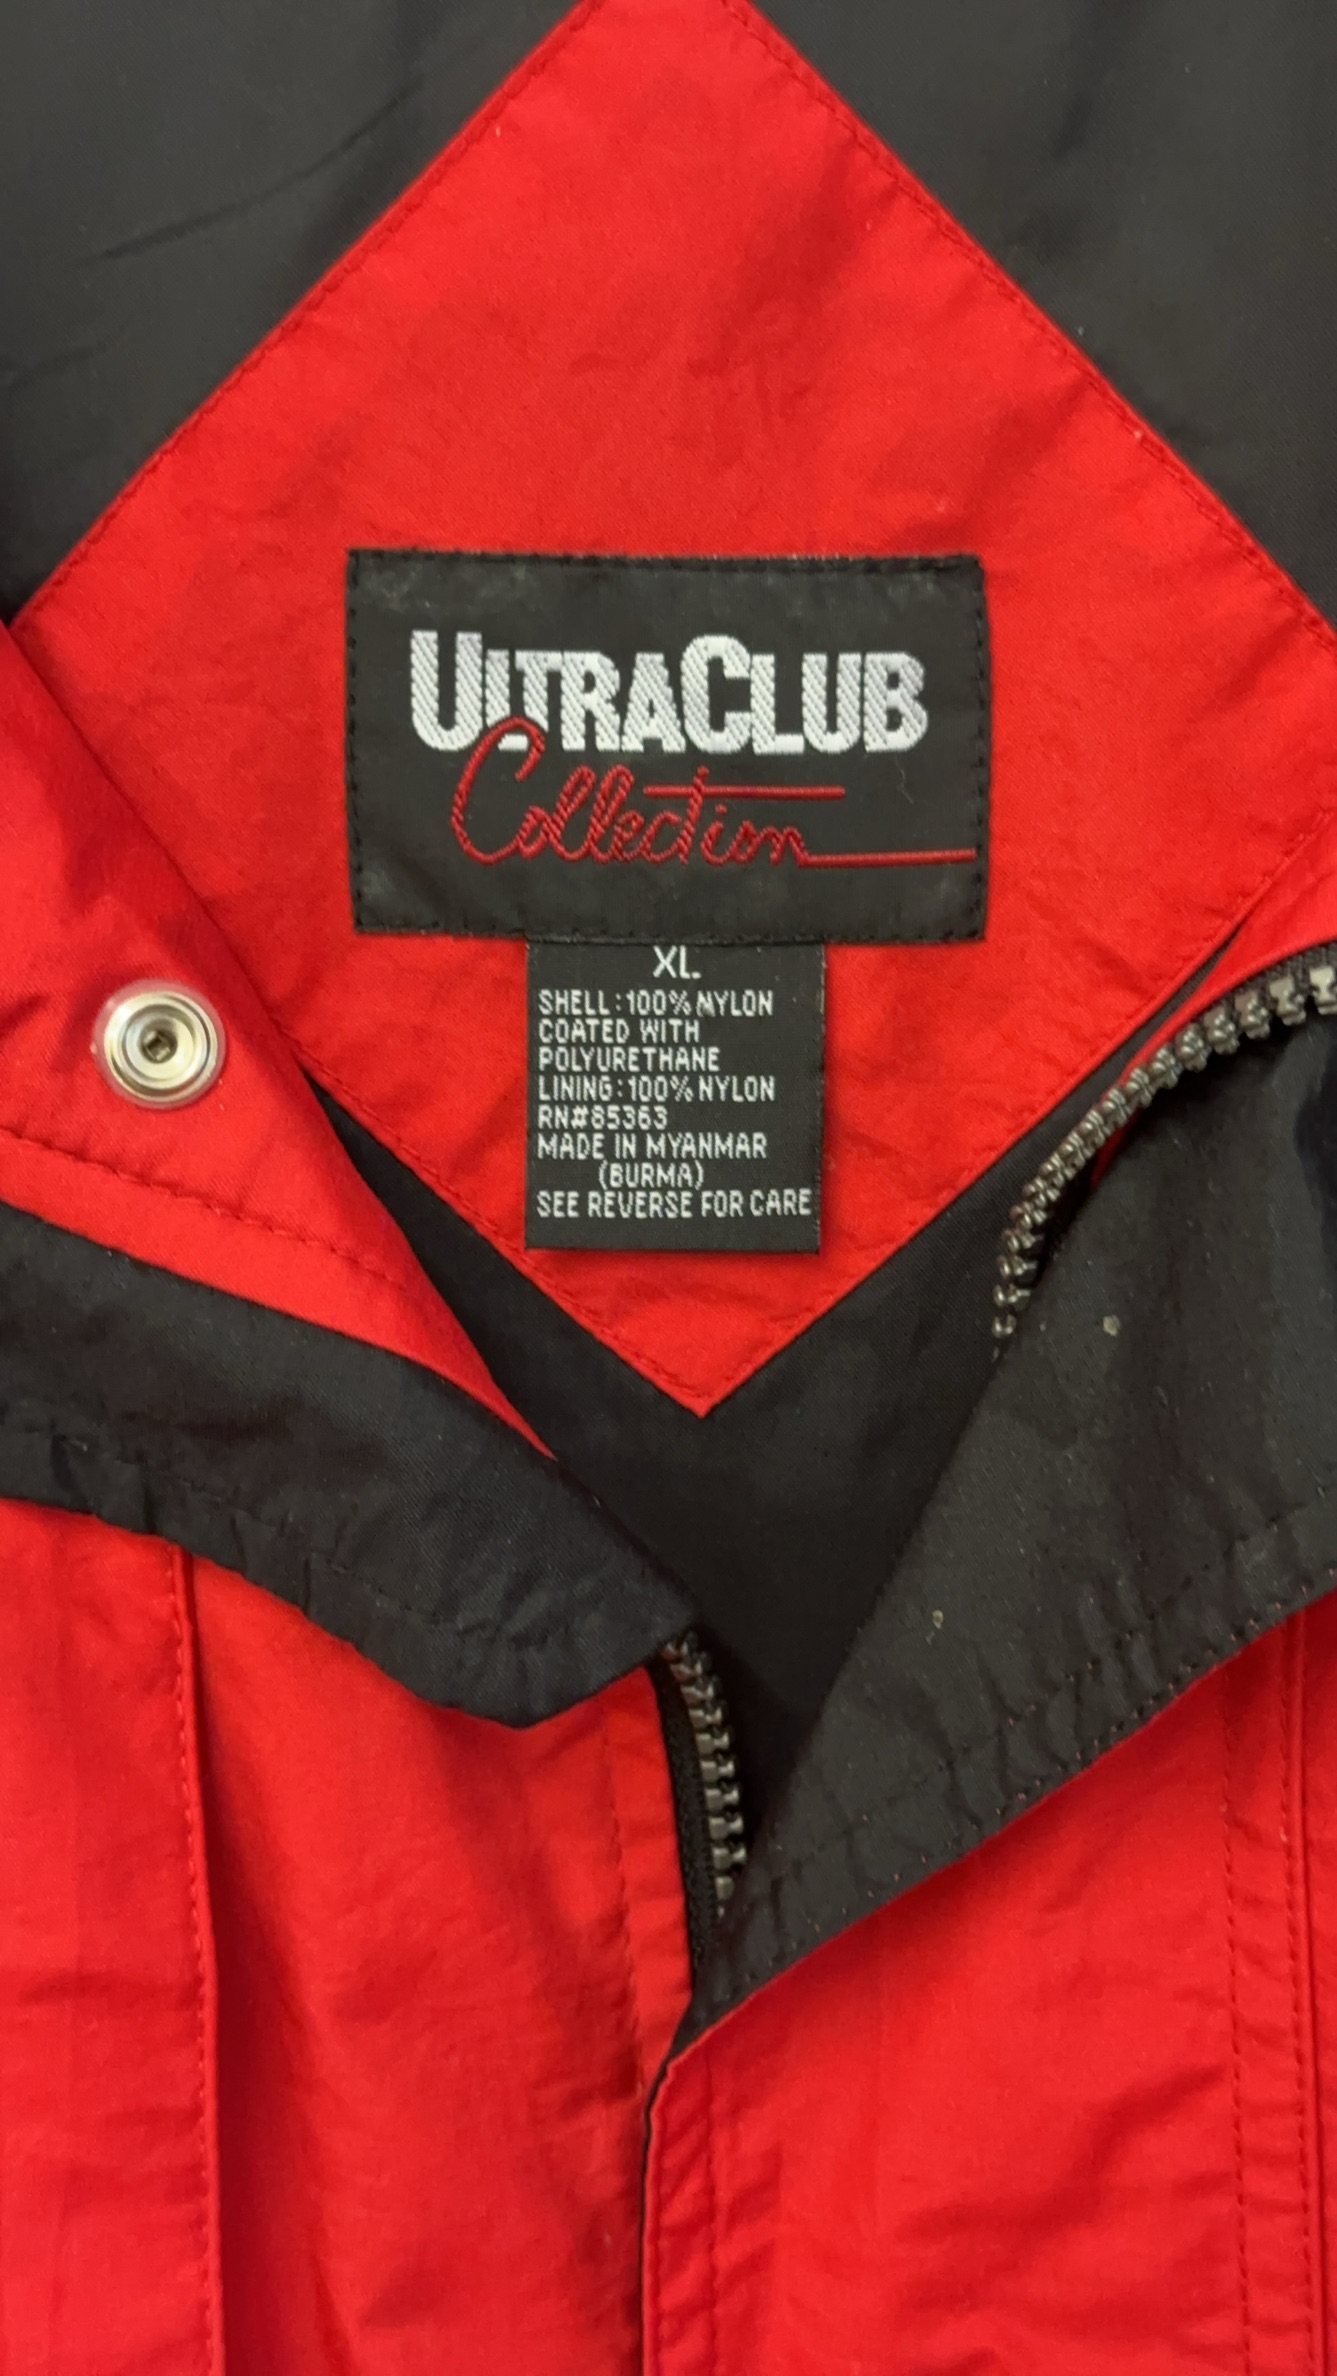 ULTRACLUB
Collection
XL
SHELL:100% NYLON
COATED WITH
POLYURETHANE
LINING:100% NYLON
RN#85363
MADE IN MYANMAR
(BURMA)
SEE REVERSE FOR CARE